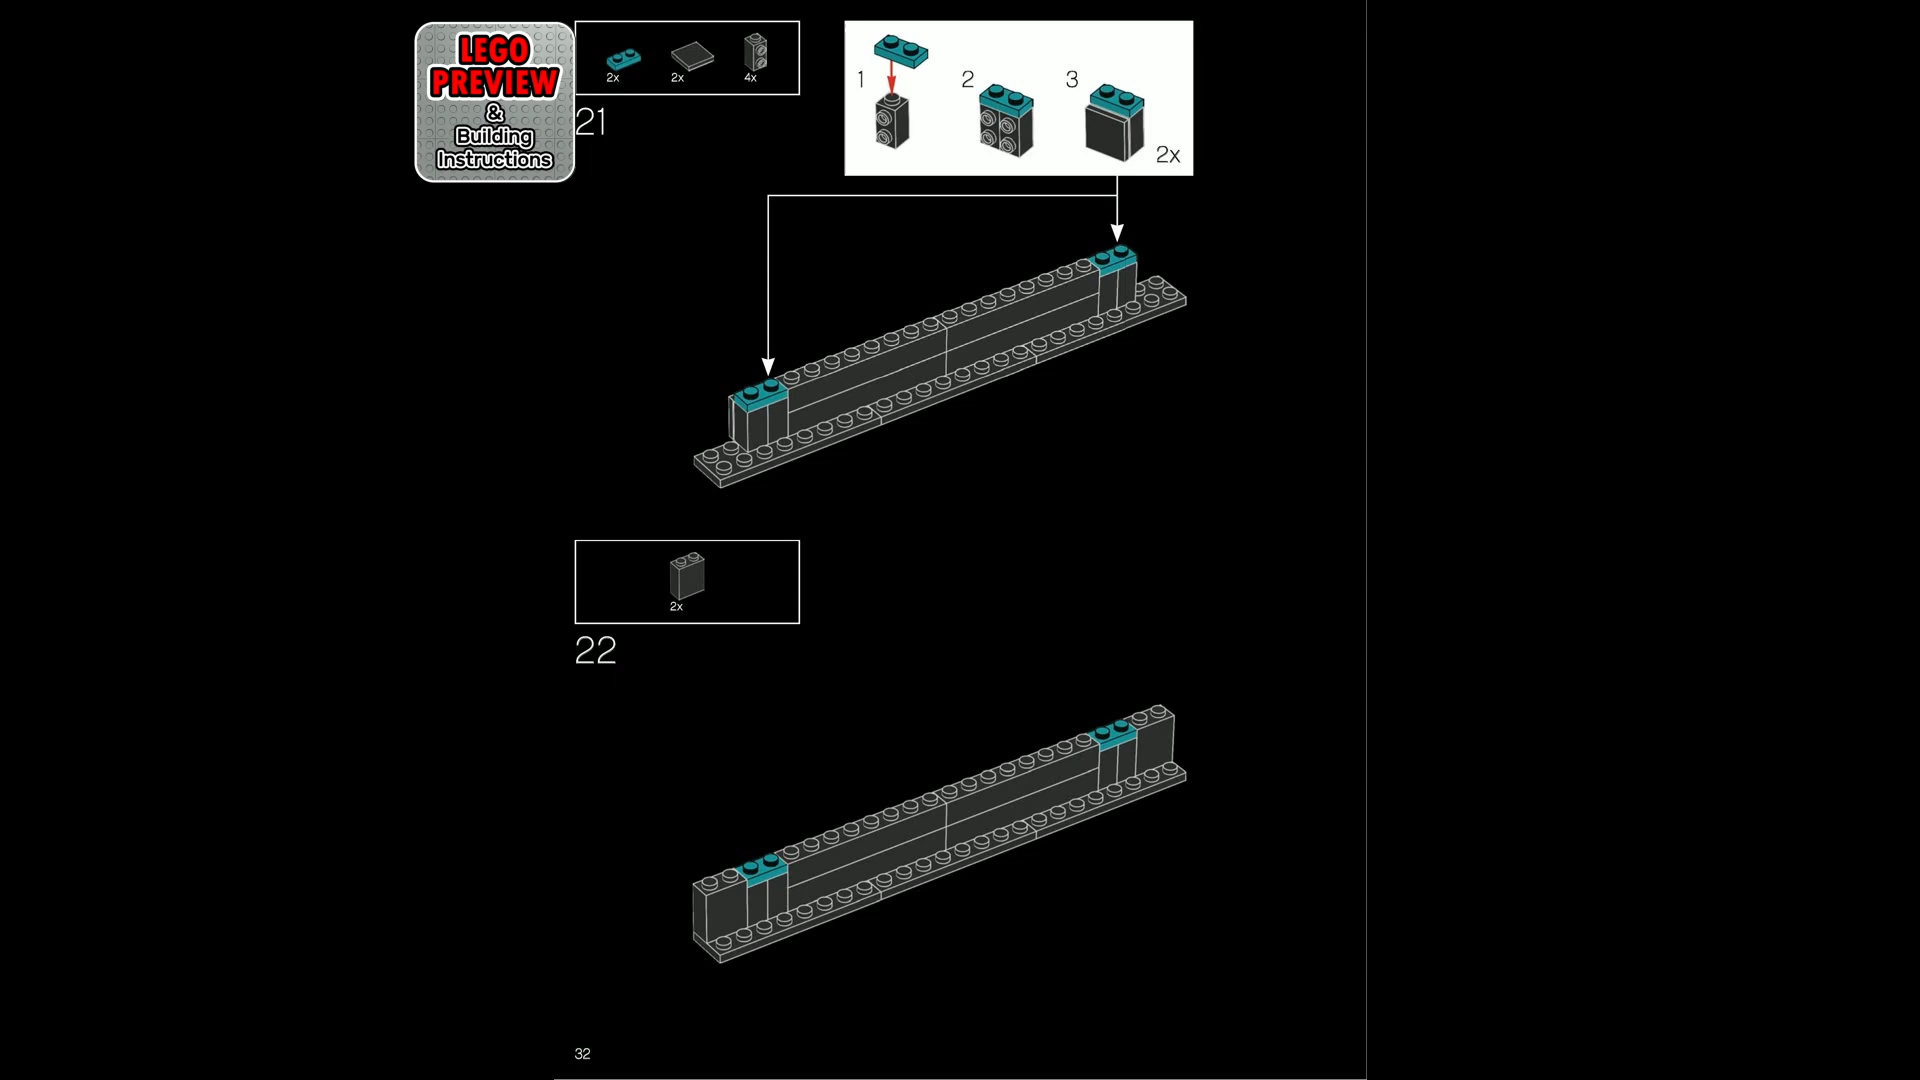 LEGO
PREVIEW
&
Building
Instructions
2x
2x
4x
21
1
2
3
2x
2x
22
32